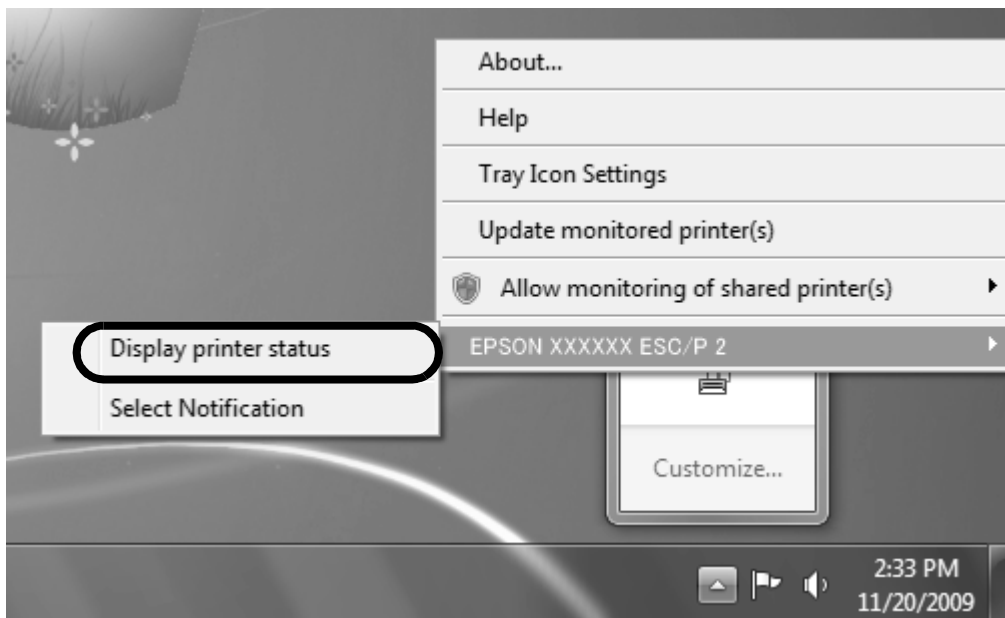 About...
Help
Tray Icon Settings
Update monitored printer(s)
Allow monitoring of shared printer(s)
EPSON XXXXXX ESC/P 2
Display printer status
Select Notification
Customize...
2:33 PM
11/20/2009